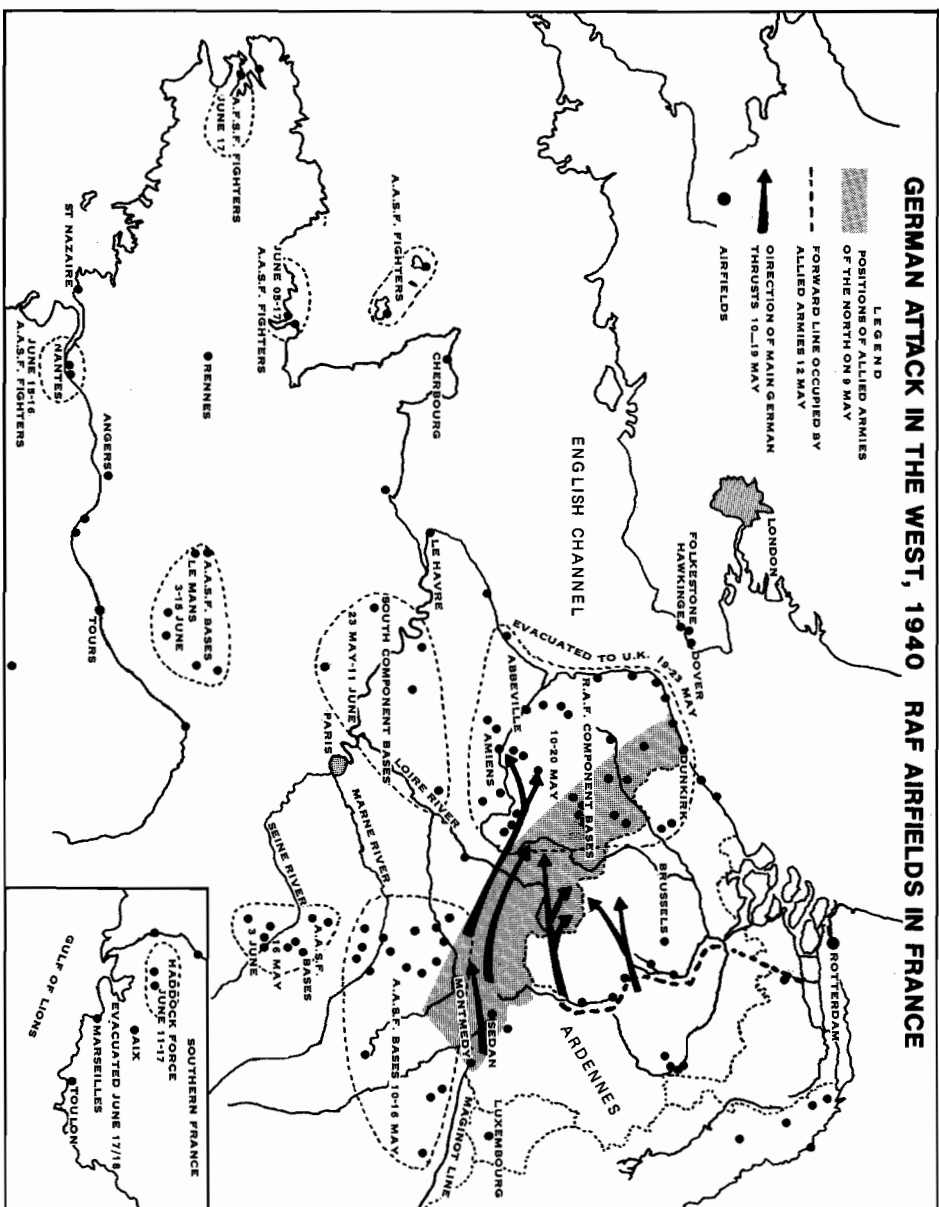 GERMAN ATTACK IN THE WEST, 1940 RAF AIRFIELDS IN FRANCE
LEGEND
POSITIONS OF ALLIED ARMIES
OF THE NORTH ON 9 MAY
FORWARD LINE OCCUPIED BY
ALLIED ARMIES 12 MAY
DIRECTION OF MAIN GERMAN
THRUSTS 10—19 MAY
AIRFIELDS
LONDON
FOLKESTONE
HAWKINGE
DOVER
ENGLISH CHANNEL
EVACUATED TO U.K. 19-23 MAY
DUNKIRK
R.A.F. COMPONENT BASES
10-20 MAY
ABBEVILLE
AMIENS
BRUSSELS
ROTTERDAM
ARDENNES
SEDAN
MONTMEDY
LUXEMBOURG
MAGINOT LINE
A.A.S.F. BASES 10-16 MAY
A.A.S.F.
BASES
16 MAY
3 JUNE
SEINE RIVER
MARNE RIVER
LOIRE RIVER
PARIS
SOUTH COMPONENT BASES
23 MAY-11 JUNE
LE HAVRE
CHERBOURG
A.A.S.F. FIGHTERS
JUNE 08-17
A.A.S.F. FIGHTERS
A.F.S.F. FIGHTERS
JUNE 17
RENNES
A.A.S.F. BASES
LE MANS
3-15 JUNE
ST NAZAIRE
NANTES
JUNE 15-16
A.A.S.F. FIGHTERS
ANGERS
TOURS
SOUTHERN FRANCE
HADDOCK FORCE
JUNE 11-17
AIX
EVACUATED JUNE 17/18
MARSEILLES
TOULON
GULF OF LIONS